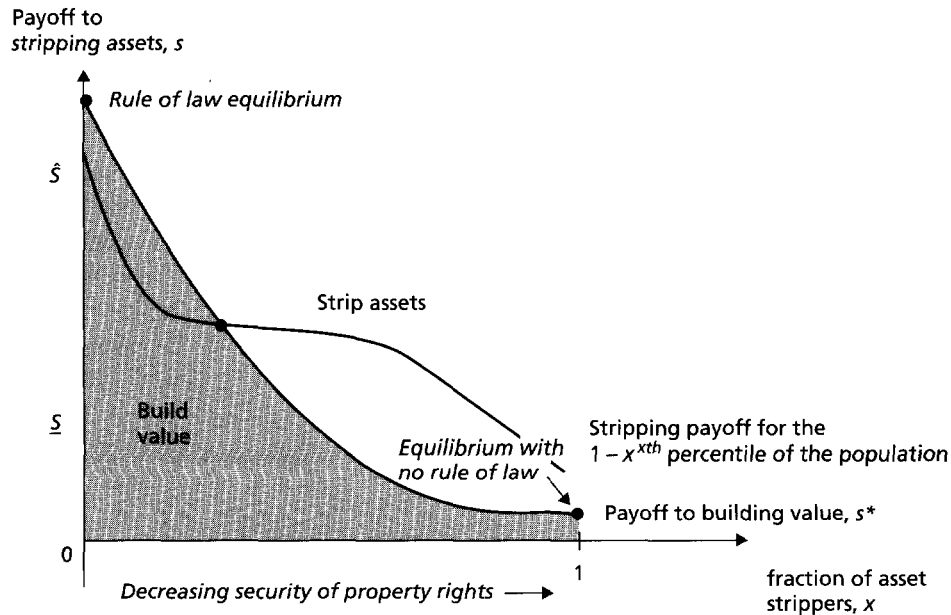 Payoff to
stripping assets, s
Rule of law equilibrium
ŝ
Strip assets
s
Build
value
Equilibrium with
no rule of law
Stripping payoff for the
1 – x^xth percentile of the population
Payoff to building value, s*
0
1
Decreasing security of property rights
fraction of asset
strippers, x